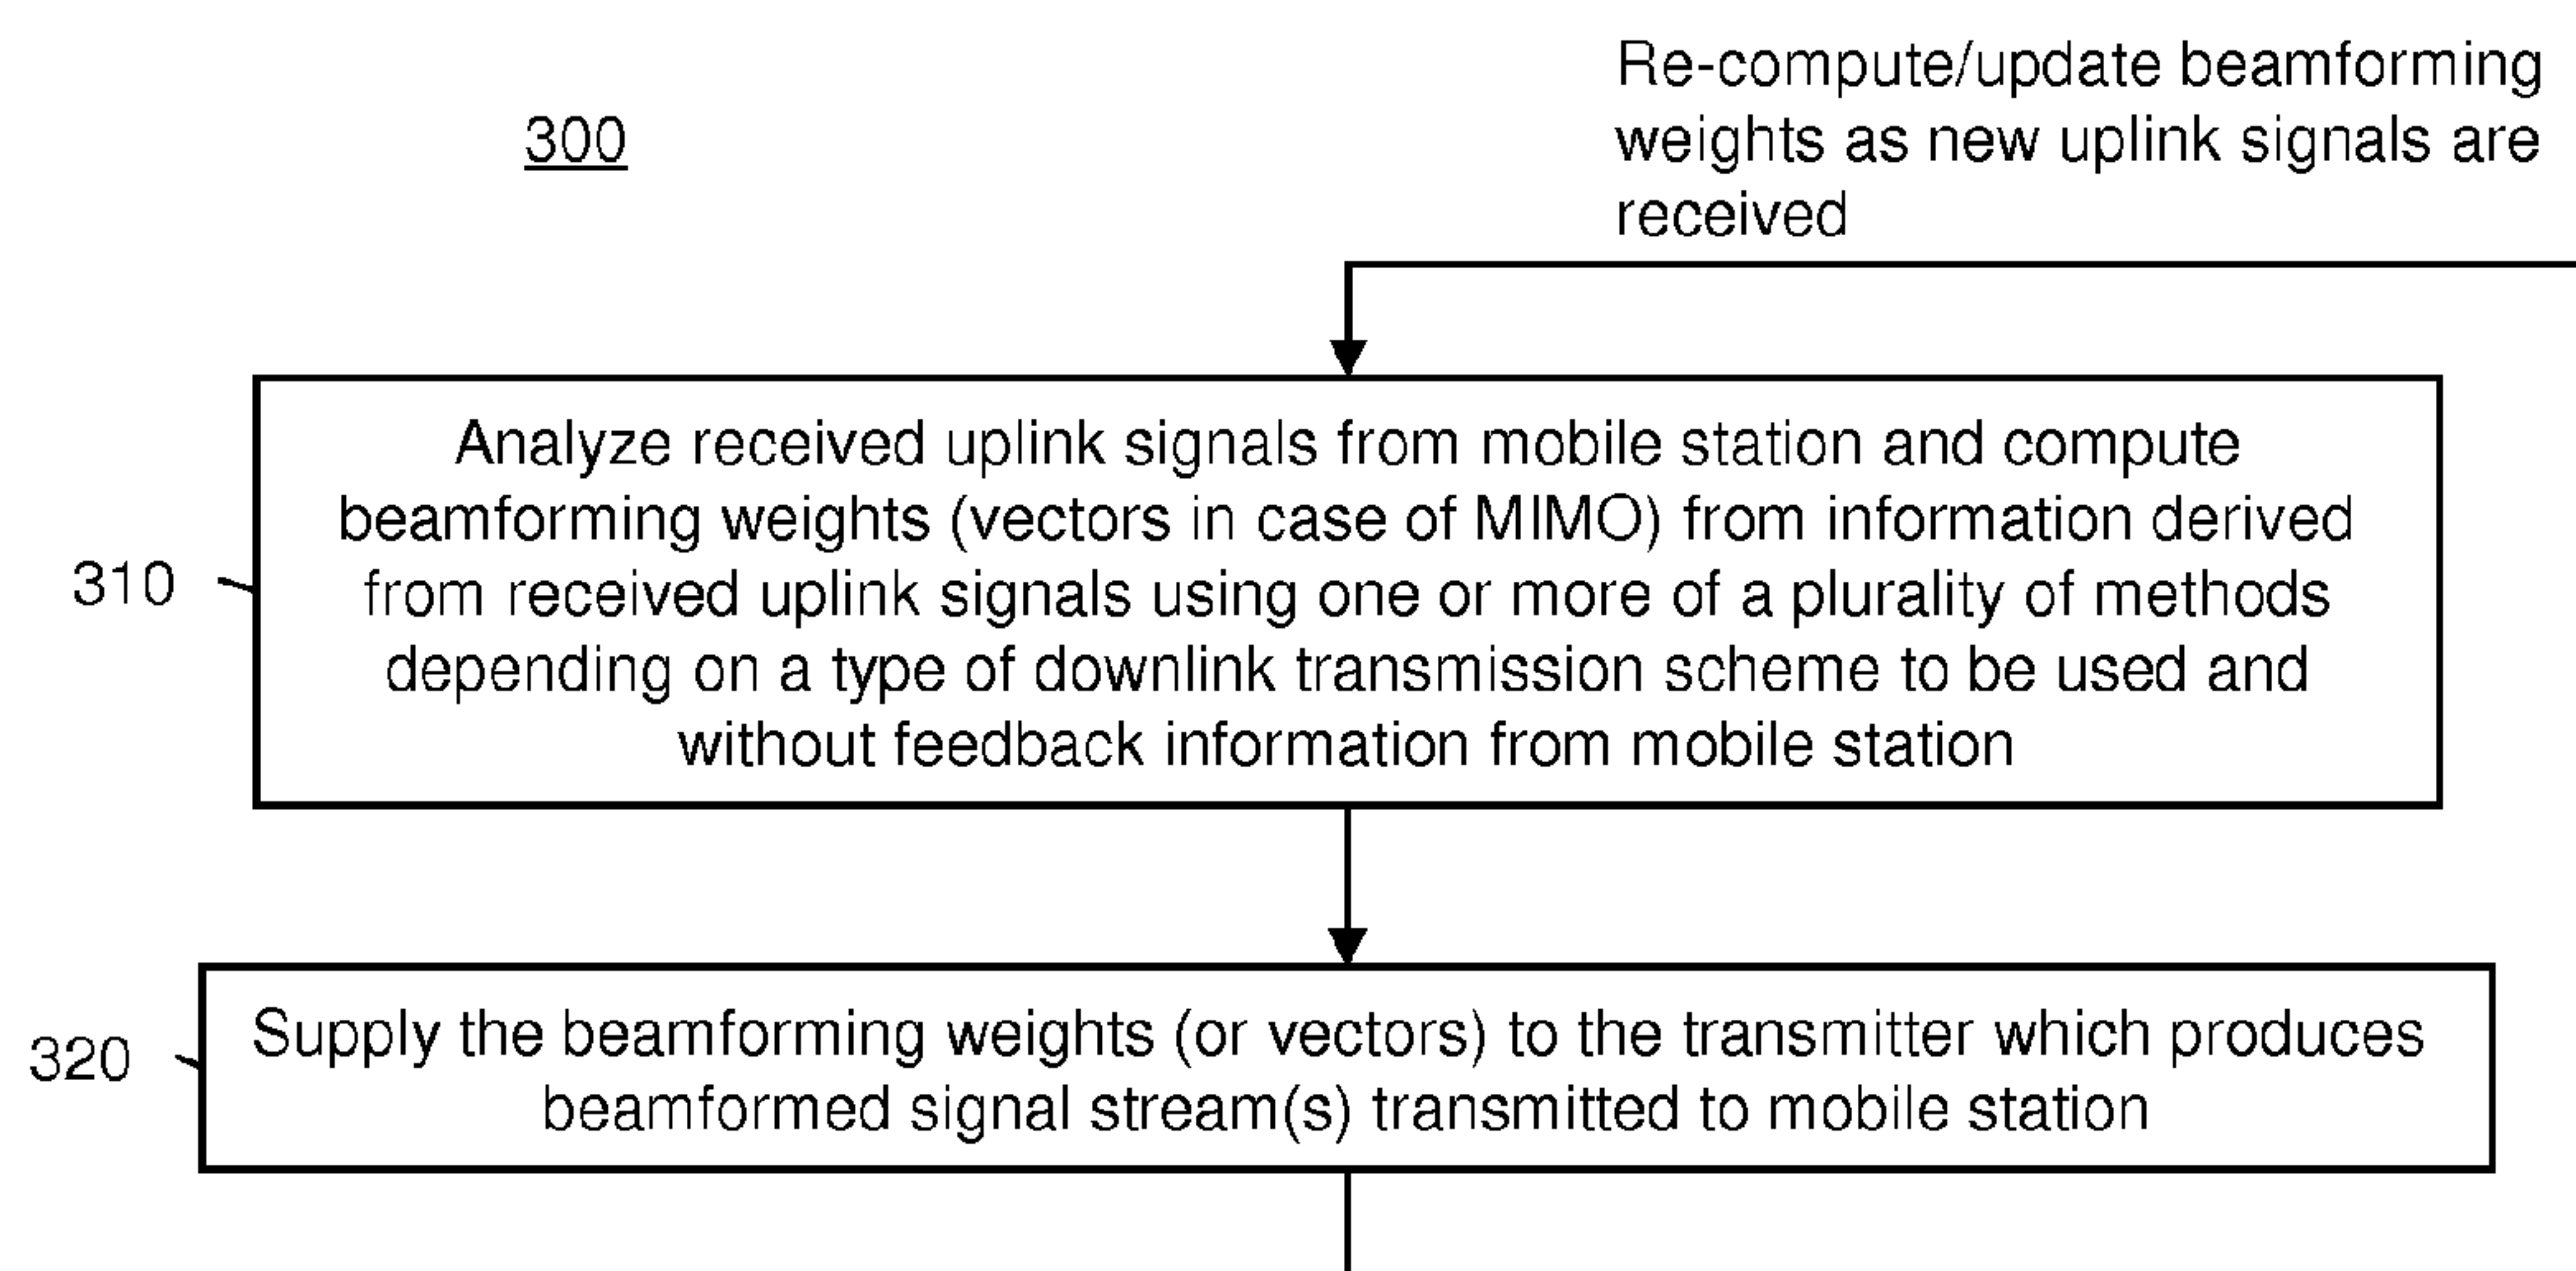 300
Re-compute/update beamforming
weights as new uplink signals are
received
310
Analyze received uplink signals from mobile station and compute
beamforming weights (vectors in case of MIMO) from information derived
from received uplink signals using one or more of a plurality of methods
depending on a type of downlink transmission scheme to be used and
without feedback information from mobile station
320
Supply the beamforming weights (or vectors) to the transmitter which produces
beamformed signal stream(s) transmitted to mobile station